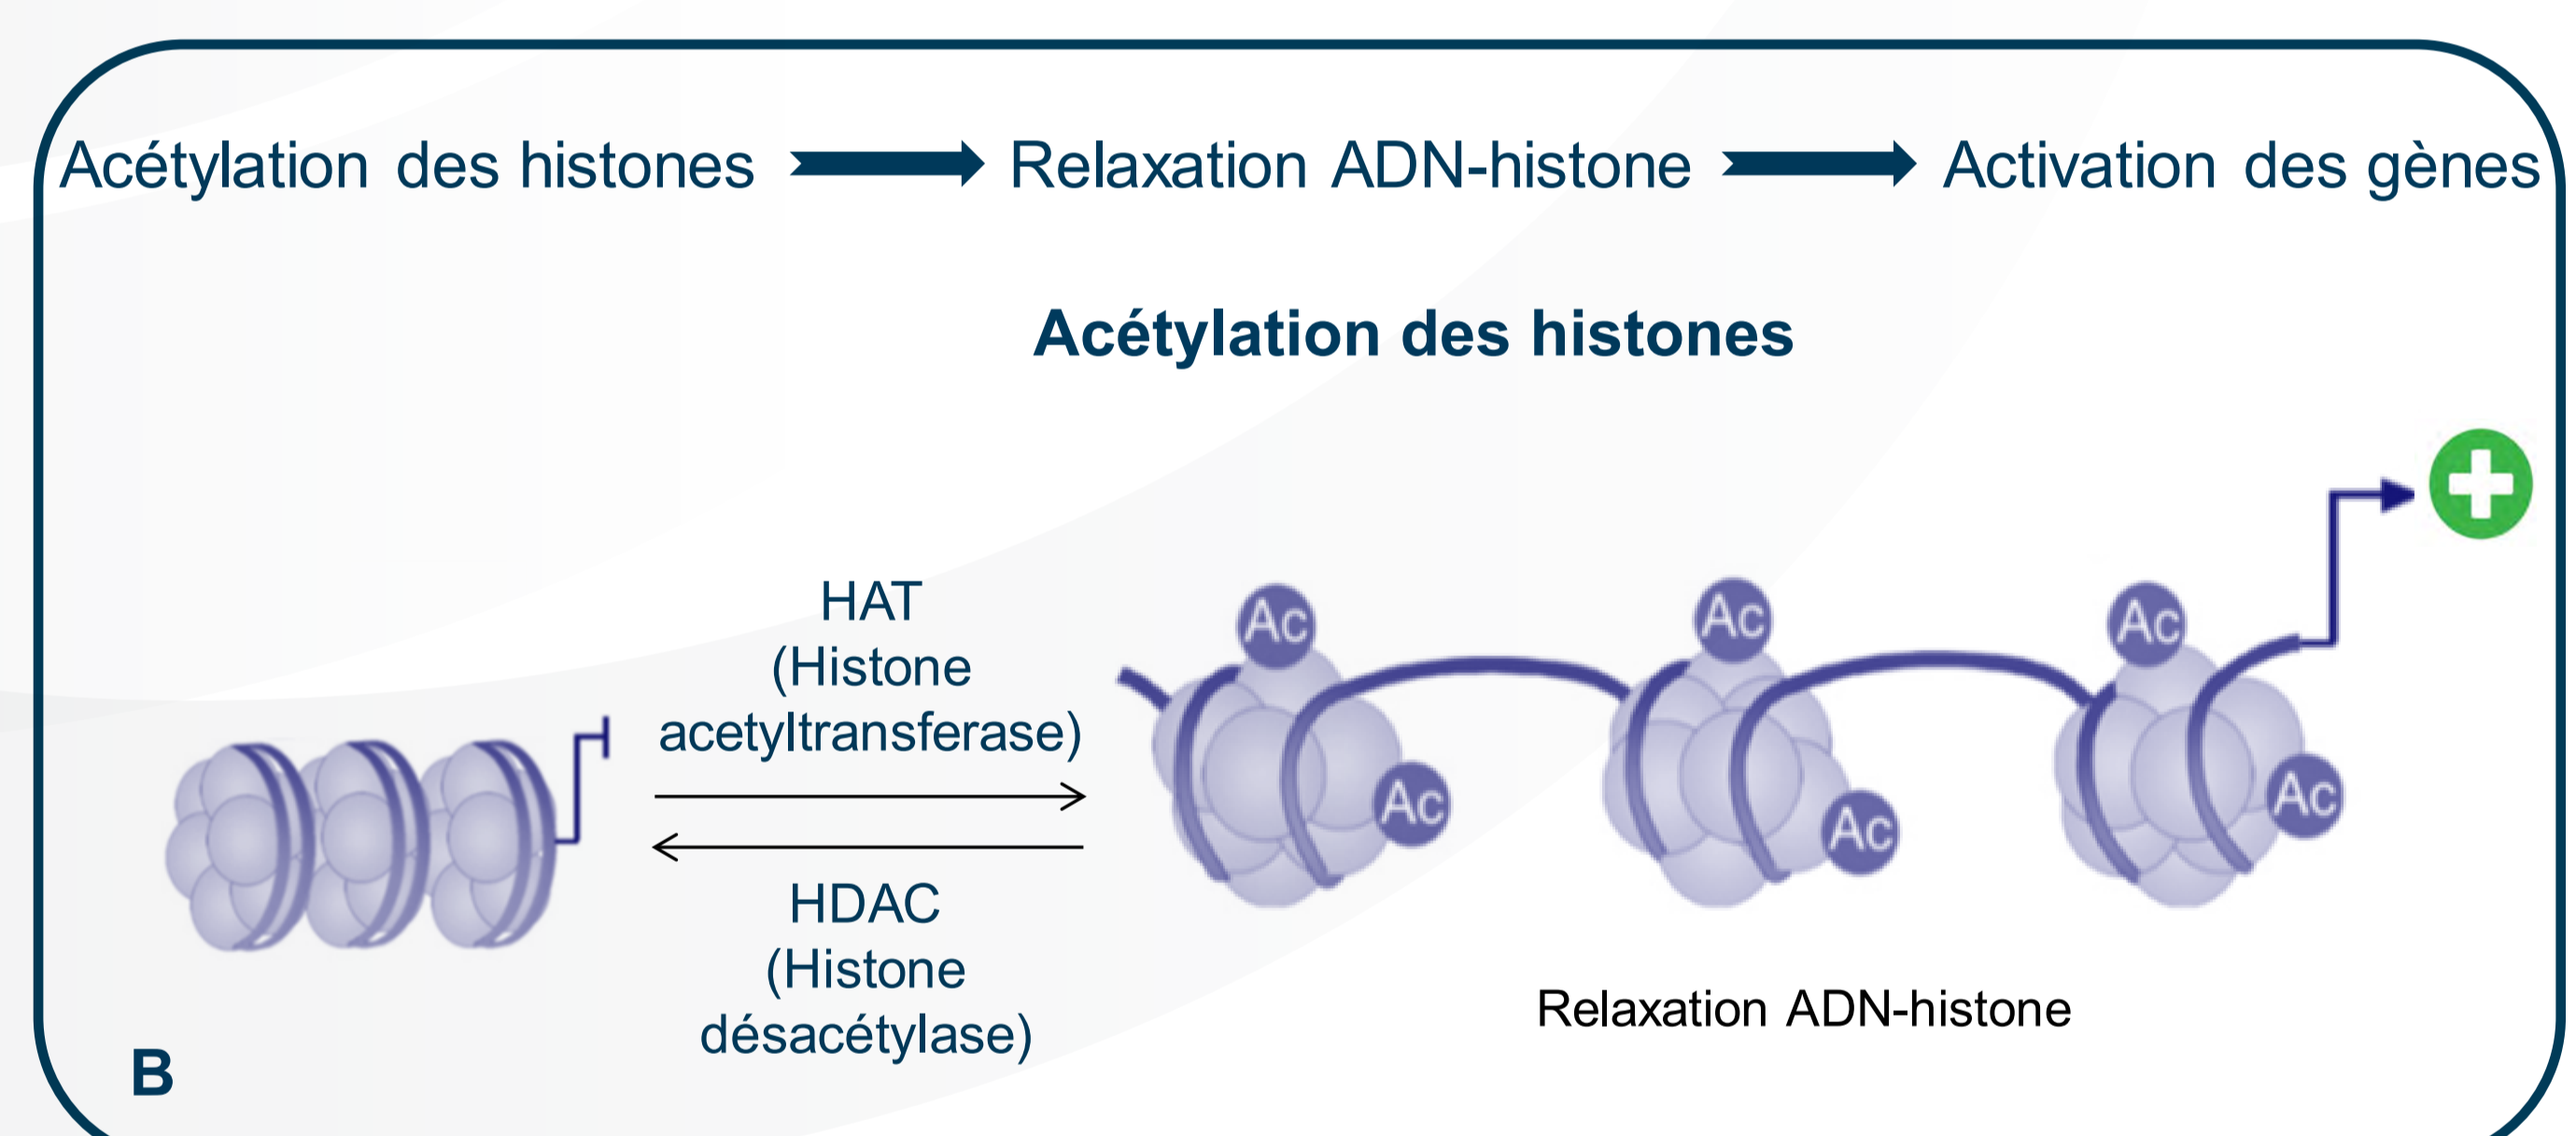 Acétylation des histones Relaxation ADN-histone Activation des gènes
Acétylation des histones
HAT
(Histone
acetyltransferase)
Ac Ac Ac
Ac Ac Ac
HDAC
(Histone
désacétylase)
Relaxation ADN-histone
B